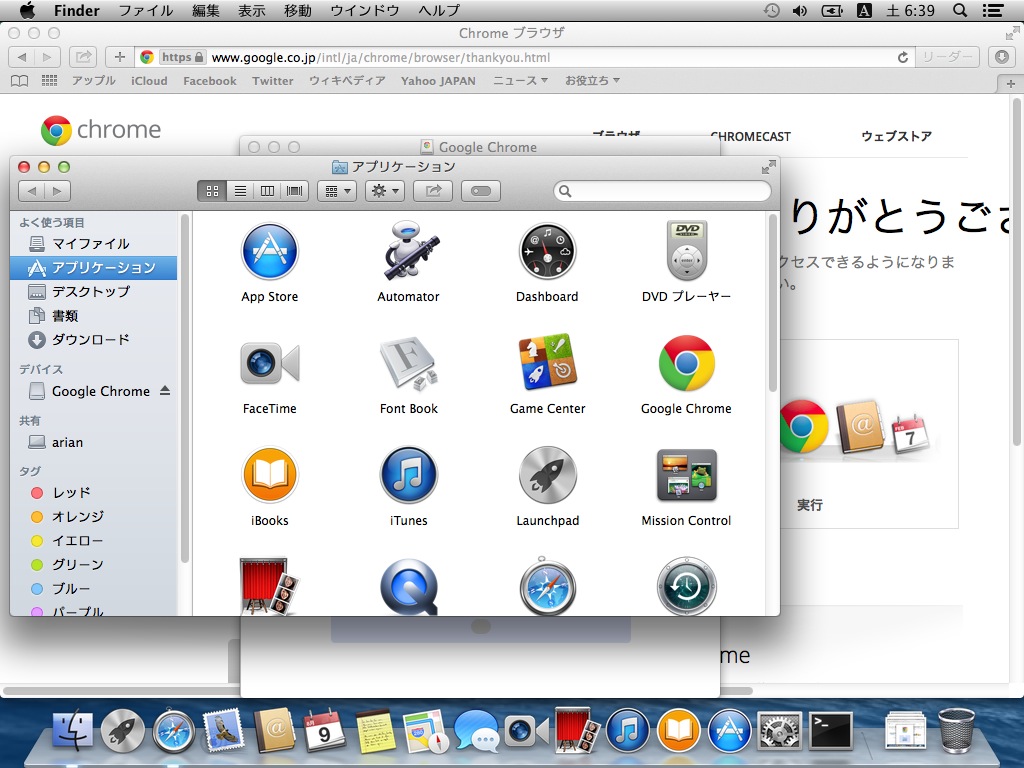 Finder ファイル 編集 表示 移動 ウインドウ ヘルプ A 土 6:39
Chrome ブラウザ
https www.google.co.jp/intl/ja/chrome/browser/thankyou.html リーダー
アップル iCloud Facebook Twitter ウィキペディア Yahoo JAPAN ニュース お役立ち
chrome ブラウザ CHROMECAST ウェブストア
Google Chrome
アプリケーション
りがとうござ
クセスできるようになりま
い。
実行
me
よく使う項目
マイファイル
アプリケーション
デスクトップ
書類
ダウンロード
デバイス
Google Chrome
共有
arian
タグ
レッド
オレンジ
イエロー
グリーン
ブルー
パープル
App Store Automator Dashboard DVD プレーヤー
FaceTime Font Book Game Center Google Chrome
iBooks iTunes Launchpad Mission Control
DVD
F
7
9